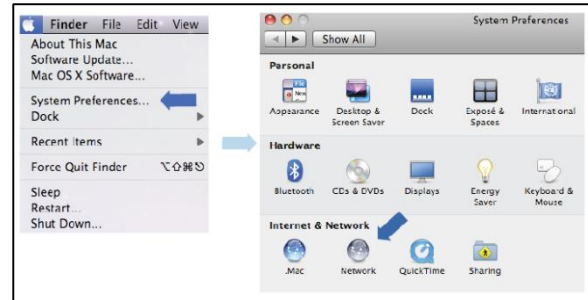 Finder File Edit View
About This Mac
Software Update...
Mac OS X Software...
System Preferences...
Dock
Recent Items
Force Quit Finder ⌥⇧⌘⎋
Sleep
Restart...
Shut Down...
System Preferences
Show All
Personal
Appearance
Desktop & Screen Saver
Dock
Exposé & Spaces
International
Hardware
Bluetooth
CDs & DVDs
Displays
Energy Saver
Keyboard & Mouse
Internet & Network
.Mac
Network
QuickTime
Sharing